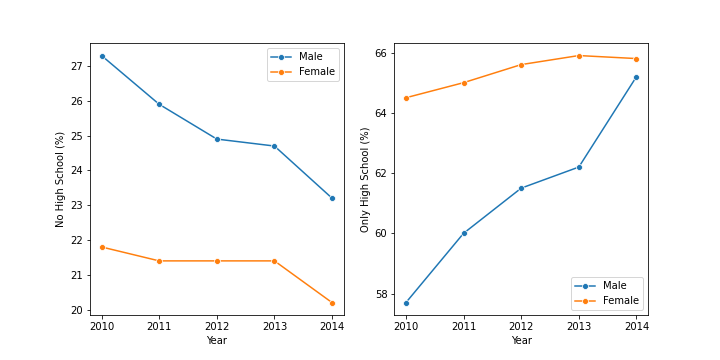 No High School (%)
27
26
25
24
23
22
21
20
2010 2011 2012 2013 2014
Year
Male
Female
Only High School (%)
66
64
62
60
58
2010 2011 2012 2013 2014
Year
Male
Female